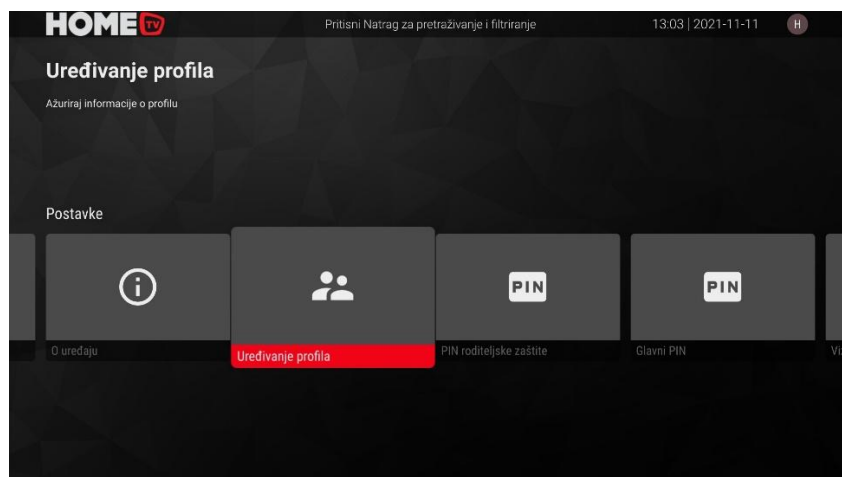 HOME TV
Pritisni Natrag za pretraživanje i filtriranje
13:03 | 2021-11-11
H
Uređivanje profila
Ažuriraj informacije o profilu
Postavke
PIN
PIN
O uređaju
Uređivanje profila
PIN roditeljske zaštite
Glavni PIN